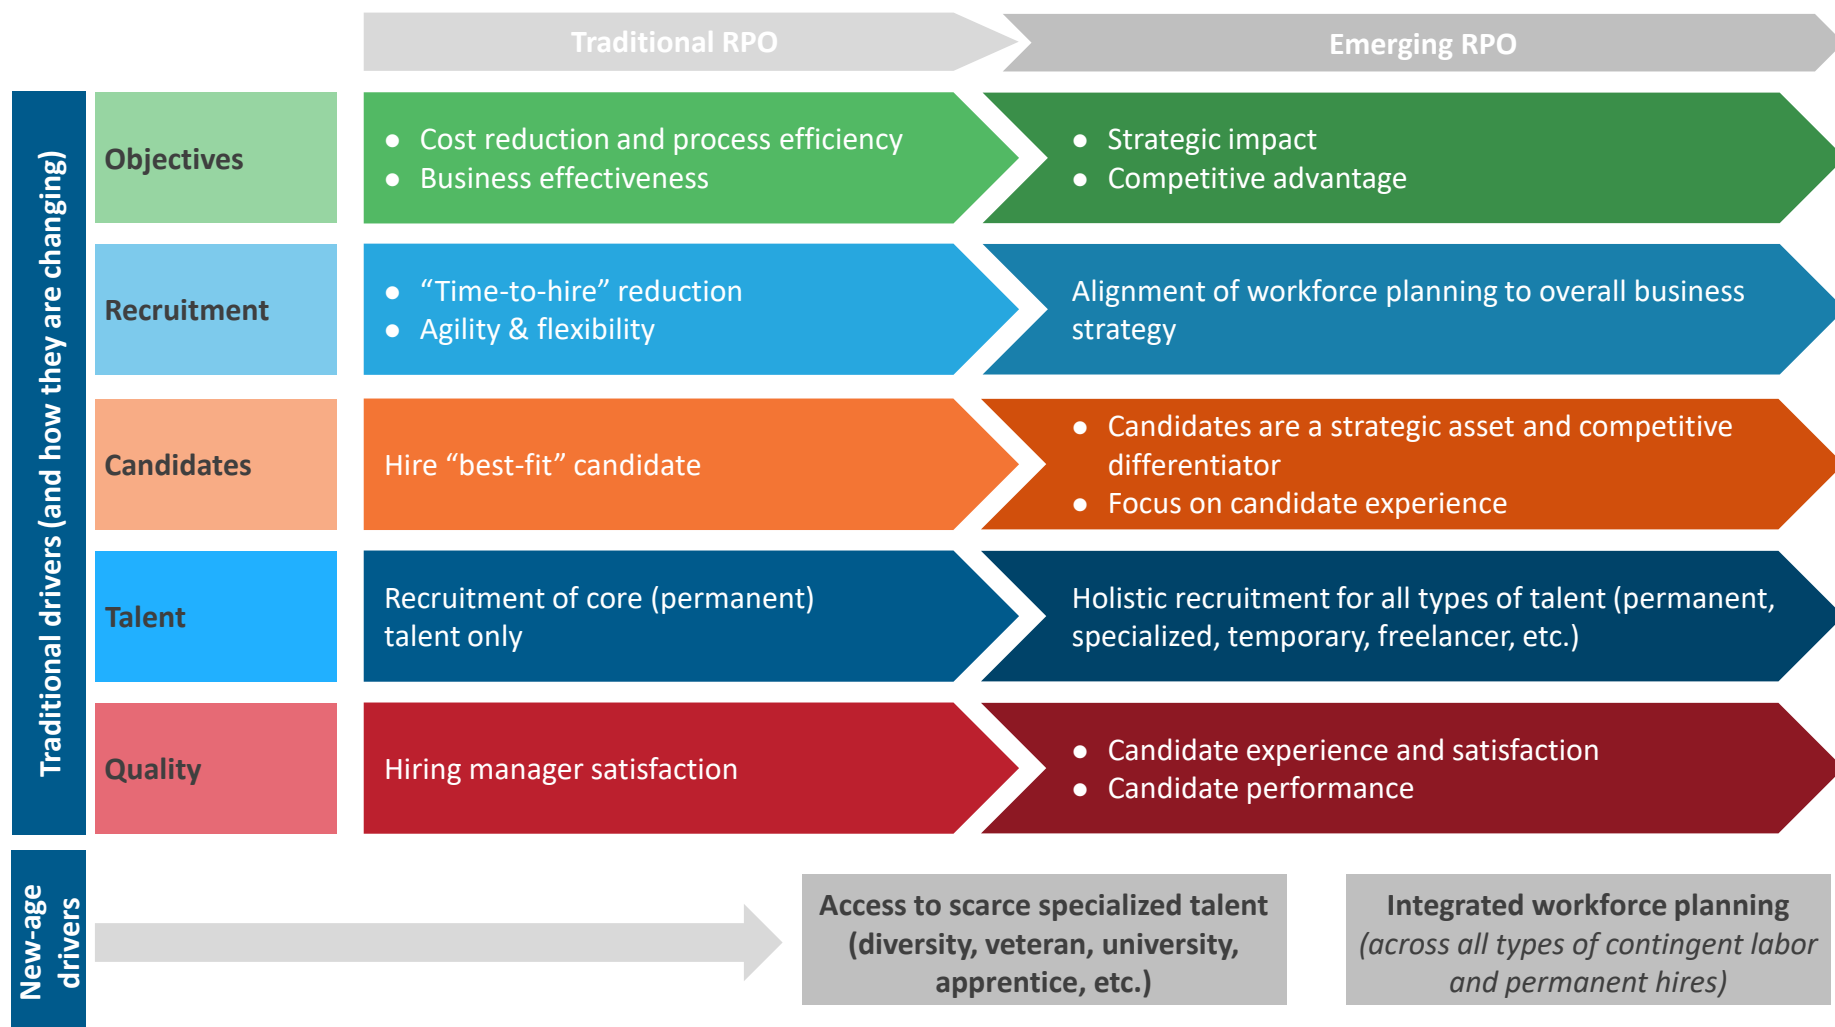 Traditional RPO
Emerging RPO
Traditional drivers (and how they are changing)
Objectives
● Cost reduction and process efficiency
● Business effectiveness
● Strategic impact
● Competitive advantage
Recruitment
● “Time-to-hire” reduction
● Agility & flexibility
Alignment of workforce planning to overall business
strategy
Candidates
Hire “best-fit” candidate
● Candidates are a strategic asset and competitive
differentiator
● Focus on candidate experience
Talent
Recruitment of core (permanent)
talent only
Holistic recruitment for all types of talent (permanent,
specialized, temporary, freelancer, etc.)
Quality
Hiring manager satisfaction
● Candidate experience and satisfaction
● Candidate performance
New-age
drivers
Access to scarce specialized talent
(diversity, veteran, university,
apprentice, etc.)
Integrated workforce planning
(across all types of contingent labor
and permanent hires)